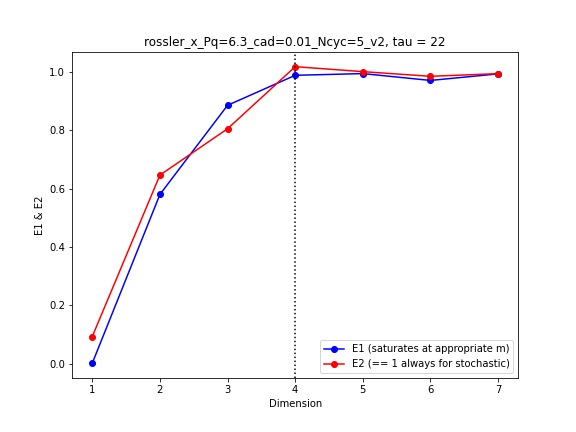 rossler_x_Pq=6.3_cad=0.01_Ncyc=5_v2, tau = 22
1.0
0.8
0.6
0.4
0.2
0.0
E1 & E2
E1 (saturates at appropriate m)
E2 (== 1 always for stochastic)
1 2 3 4 5 6 7
Dimension